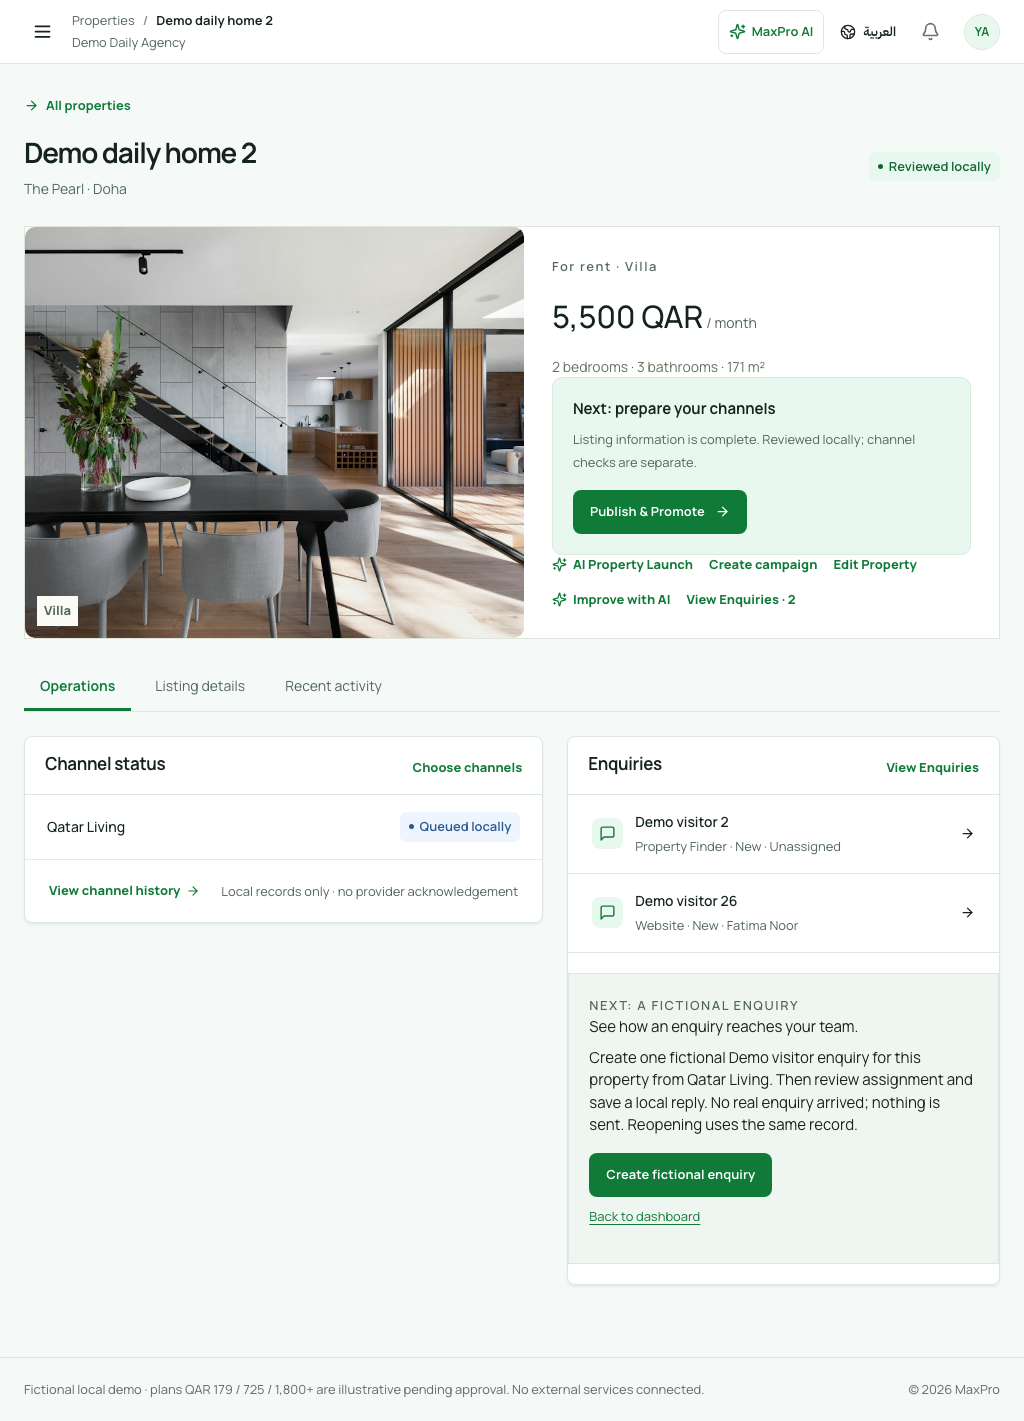 Properties / Demo daily home 2
Demo Daily Agency
MaxPro AI
العربية
YA
All properties
Demo daily home 2
The Pearl · Doha
Reviewed locally
For rent · Villa
5,500 QAR / month
2 bedrooms · 3 bathrooms · 171 m²
Next: prepare your channels
Listing information is complete. Reviewed locally; channel
checks are separate.
Publish & Promote
AI Property Launch Create campaign Edit Property
Improve with AI View Enquiries · 2
Villa
Operations Listing details Recent activity
Channel status
Choose channels
Qatar Living
Queued locally
View channel history
Local records only · no provider acknowledgement
Enquiries
View Enquiries
Demo visitor 2
Property Finder · New · Unassigned
Demo visitor 26
Website · New · Fatima Noor
NEXT: A FICTIONAL ENQUIRY
See how an enquiry reaches your team.
Create one fictional Demo visitor enquiry for this
property from Qatar Living. Then review assignment and
save a local reply. No real enquiry arrived; nothing is
sent. Reopening uses the same record.
Create fictional enquiry
Back to dashboard
Fictional local demo · plans QAR 179 / 725 / 1,800+ are illustrative pending approval. No external services connected.
© 2026 MaxPro